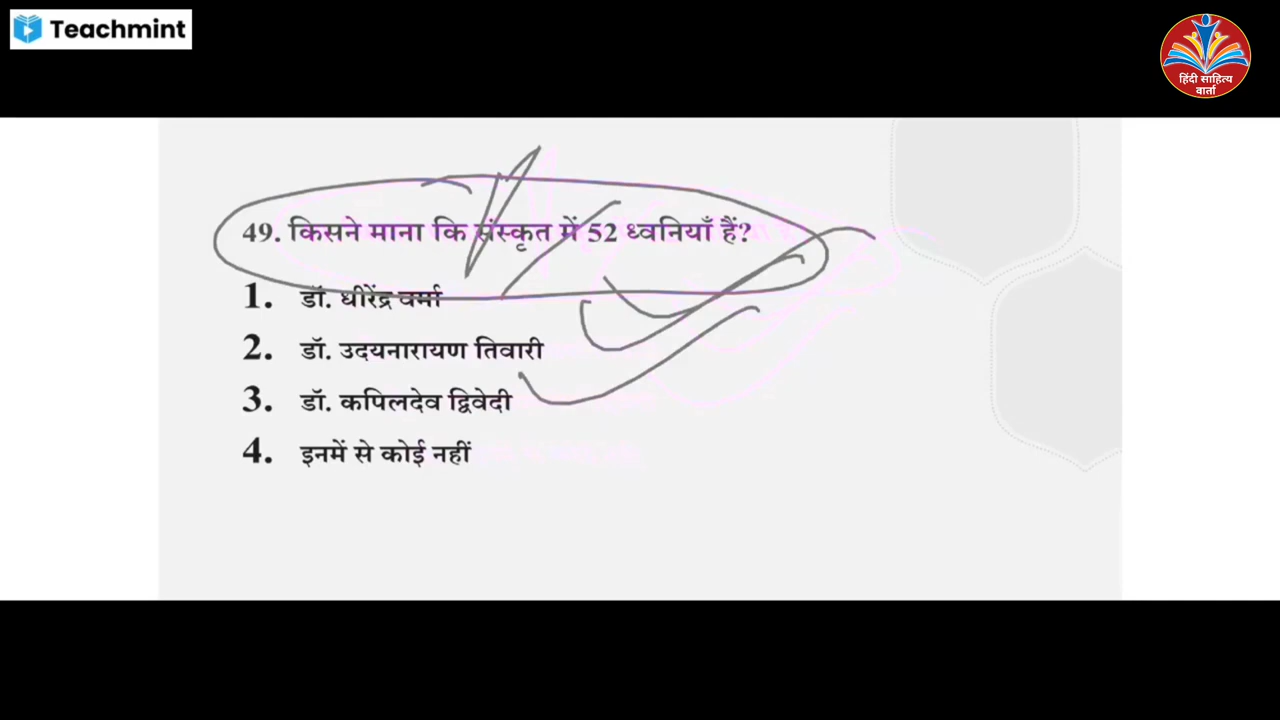 Teachmint
हिंदी साहित्य
वार्ता
49. किसने माना कि संस्कृत में 52 ध्वनियाँ हैं?
1. डॉ. धीरेंद्र वर्मा
2. डॉ. उदयनारायण तिवारी
3. डॉ. कपिलदेव द्विवेदी
4. इनमें से कोई नहीं